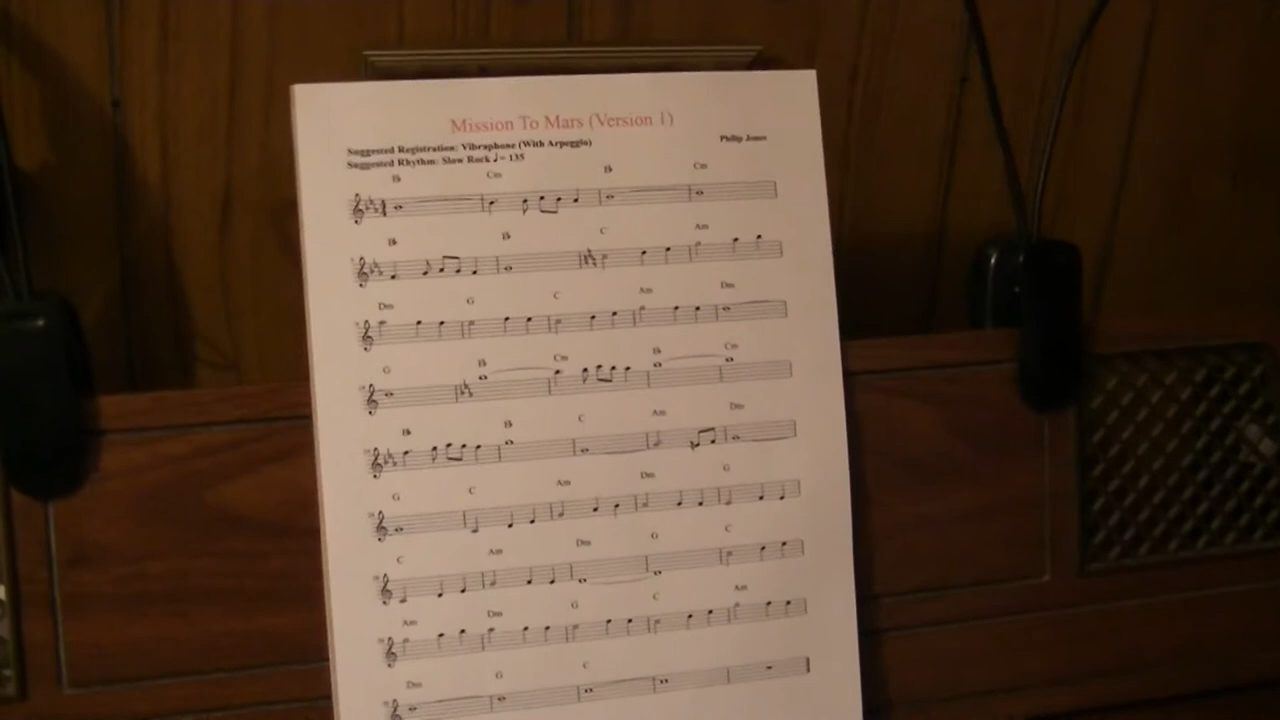 Mission To Mars (Version 1)
Suggested Registration: Vibraphone (With Arpeggio)
Philip Jones
Suggested Rhythm: Slow Rock ♩= 135
B♭ Cm B♭ Cm
B♭ B♭ C Am
Dm G C Am Dm
G B♭ Cm B♭ Cm
B♭ B♭ C Am Dm
G C Am Dm G
C Am Dm G C
Am Dm G C Am
Dm G C